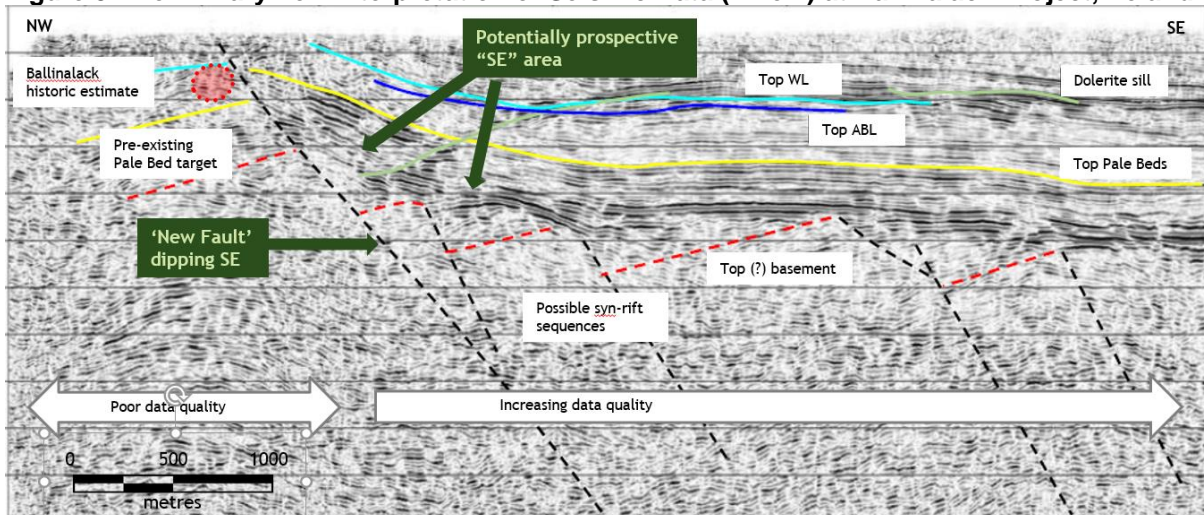 NW
SE
Potentially prospective
"SE" area
Ballinalack
historic estimate
Top WL
Dolerite sill
Top ABL
Pre-existing
Pale Bed target
Top Pale Beds
'New Fault'
dipping SE
Top (?) basement
Possible syn-rift
sequences
Poor data quality
Increasing data quality
0 500 1000
metres